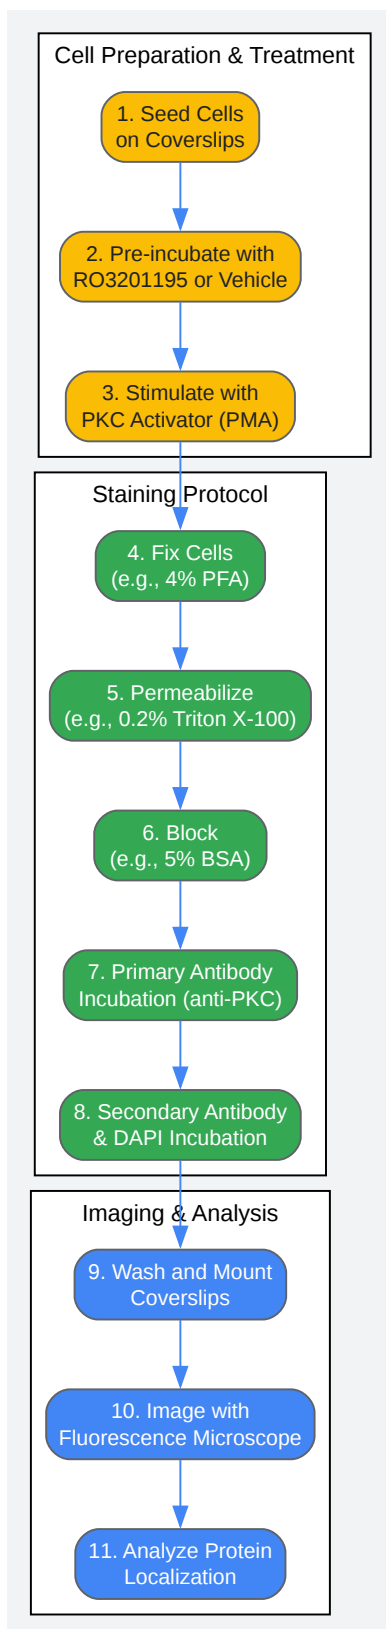 Cell Preparation & Treatment
1. Seed Cells
on Coverslips
2. Pre-incubate with
RO3201195 or Vehicle
3. Stimulate with
PKC Activator (PMA)
Staining Protocol
4. Fix Cells
(e.g., 4% PFA)
5. Permeabilize
(e.g., 0.2% Triton X-100)
6. Block
(e.g., 5% BSA)
7. Primary Antibody
Incubation (anti-PKC)
8. Secondary Antibody
& DAPI Incubation
Imaging & Analysis
9. Wash and Mount
Coverslips
10. Image with
Fluorescence Microscope
11. Analyze Protein
Localization